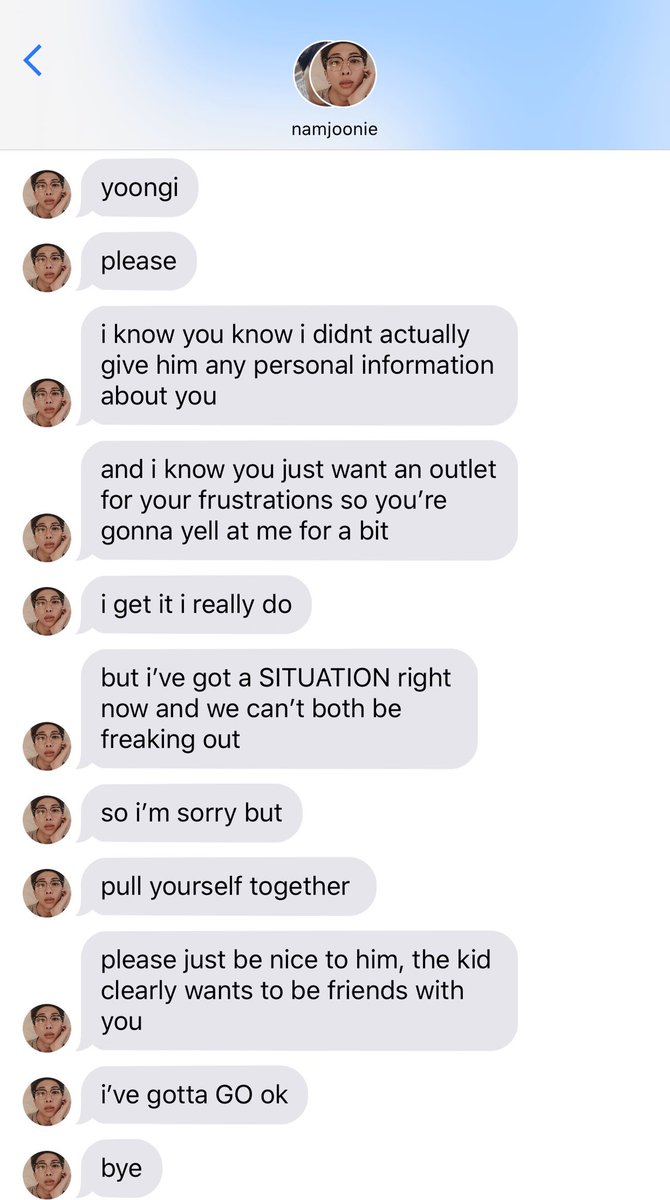 namjoonie
yoongi
please
i know you know i didnt actually
give him any personal information
about you
and i know you just want an outlet
for your frustrations so you’re
gonna yell at me for a bit
i get it i really do
but i’ve got a SITUATION right
now and we can’t both be
freaking out
so i’m sorry but
pull yourself together
please just be nice to him, the kid
clearly wants to be friends with
you
i’ve gotta GO ok
bye